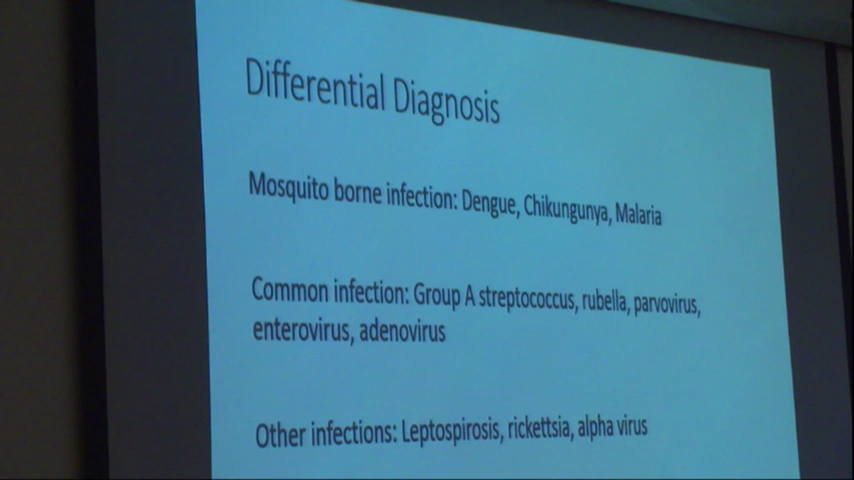 Differential Diagnosis
Mosquito borne infection: Dengue, Chikungunya, Malaria
Common infection: Group A streptococcus, rubella, parvovirus,
enterovirus, adenovirus
Other infections: Leptospirosis, rickettsia, alpha virus